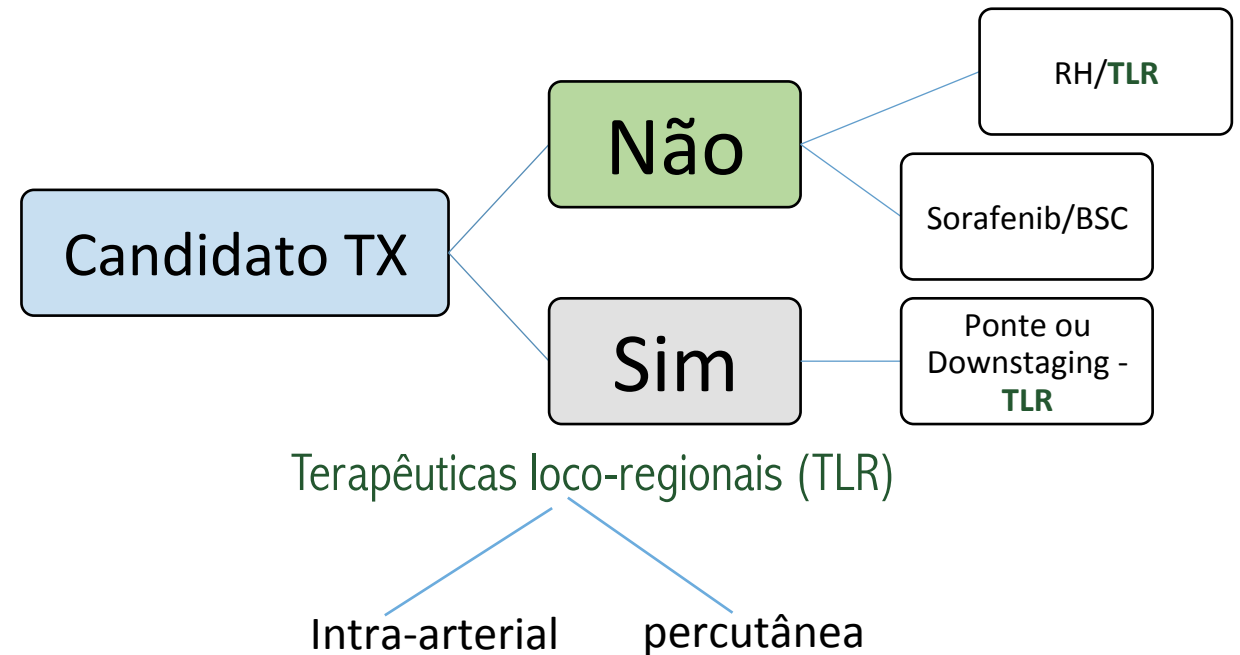 RH/TLR
Não
Sorafenib/BSC
Candidato TX
Sim
Ponte ou
Downstaging -
TLR
Terapêuticas loco-regionais (TLR)
Intra-arterial
percutânea